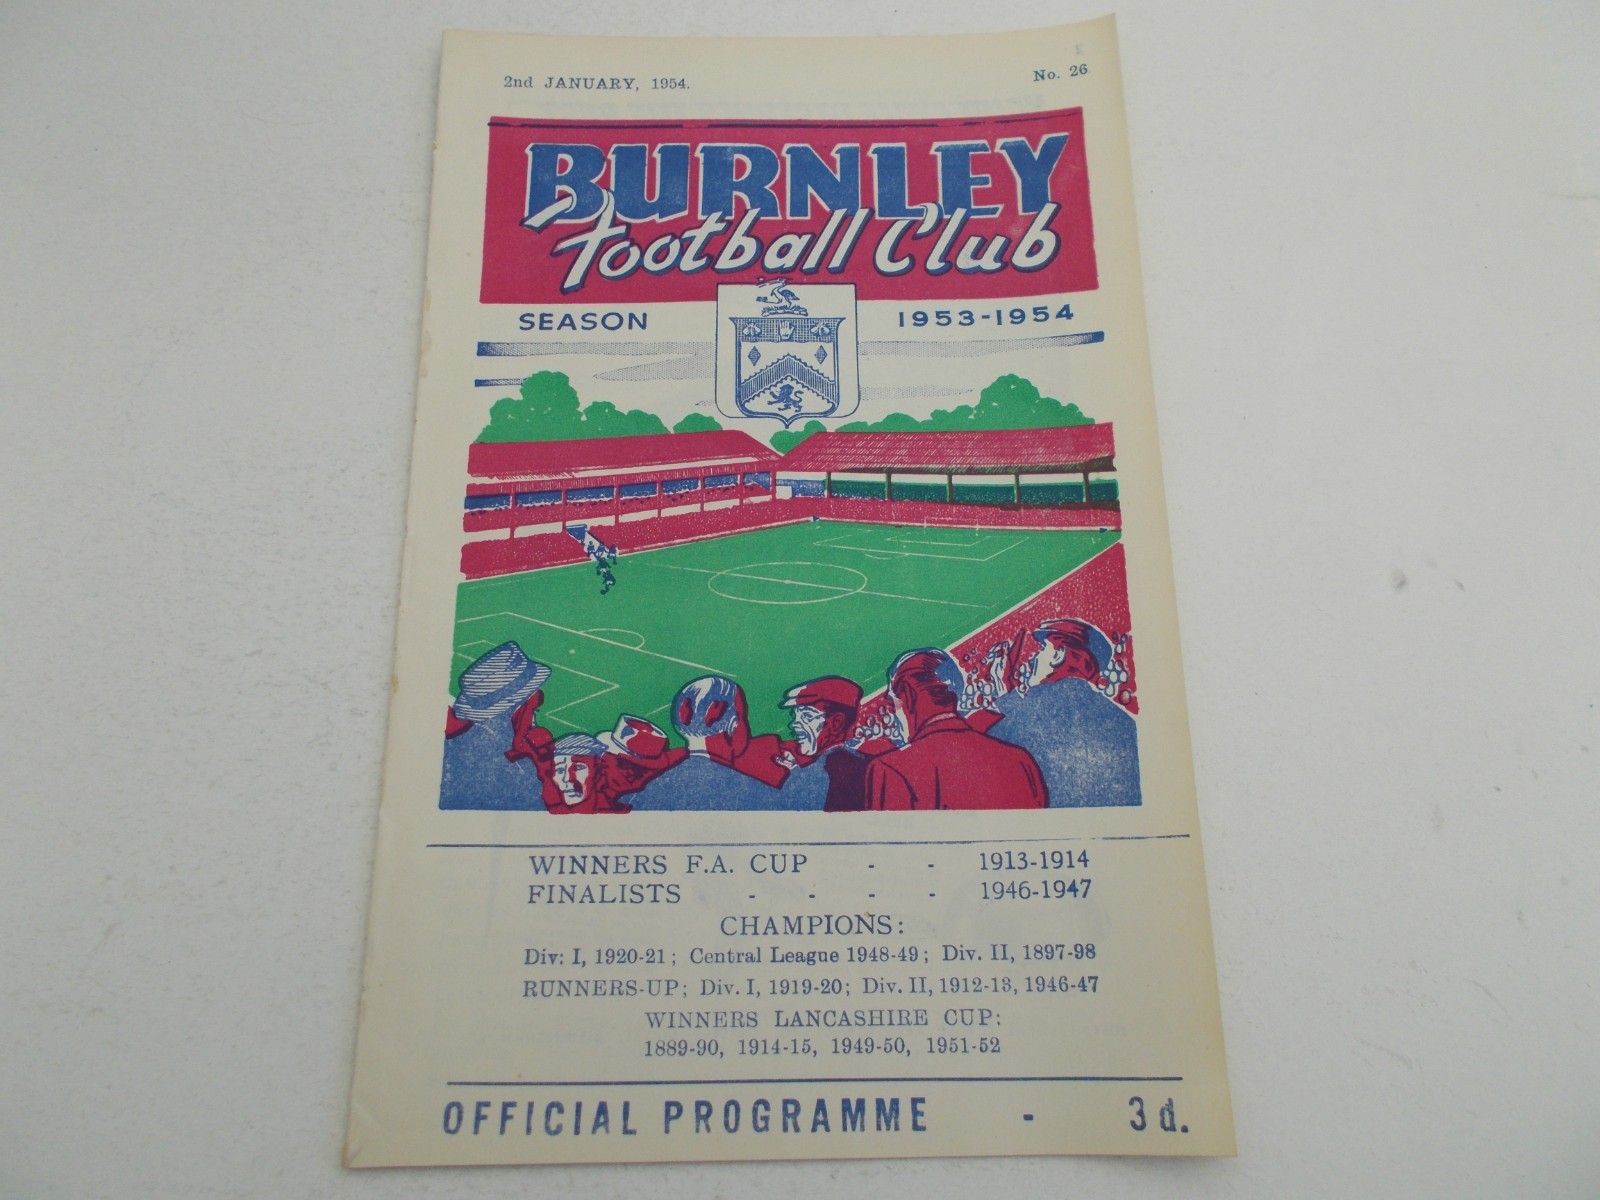 2nd JANUARY, 1954.
No. 26
BURNLEY
Football Club
SEASON 1953-1954
WINNERS F.A. CUP - - 1913-1914
FINALISTS - - - - 1946-1947
CHAMPIONS:
Div: I, 1920-21; Central League 1948-49; Div. II, 1897-98
RUNNERS-UP; Div. I, 1919-20; Div. II, 1912-13, 1946-47
WINNERS LANCASHIRE CUP:
1889-90, 1914-15, 1949-50, 1951-52
OFFICIAL PROGRAMME - 3d.